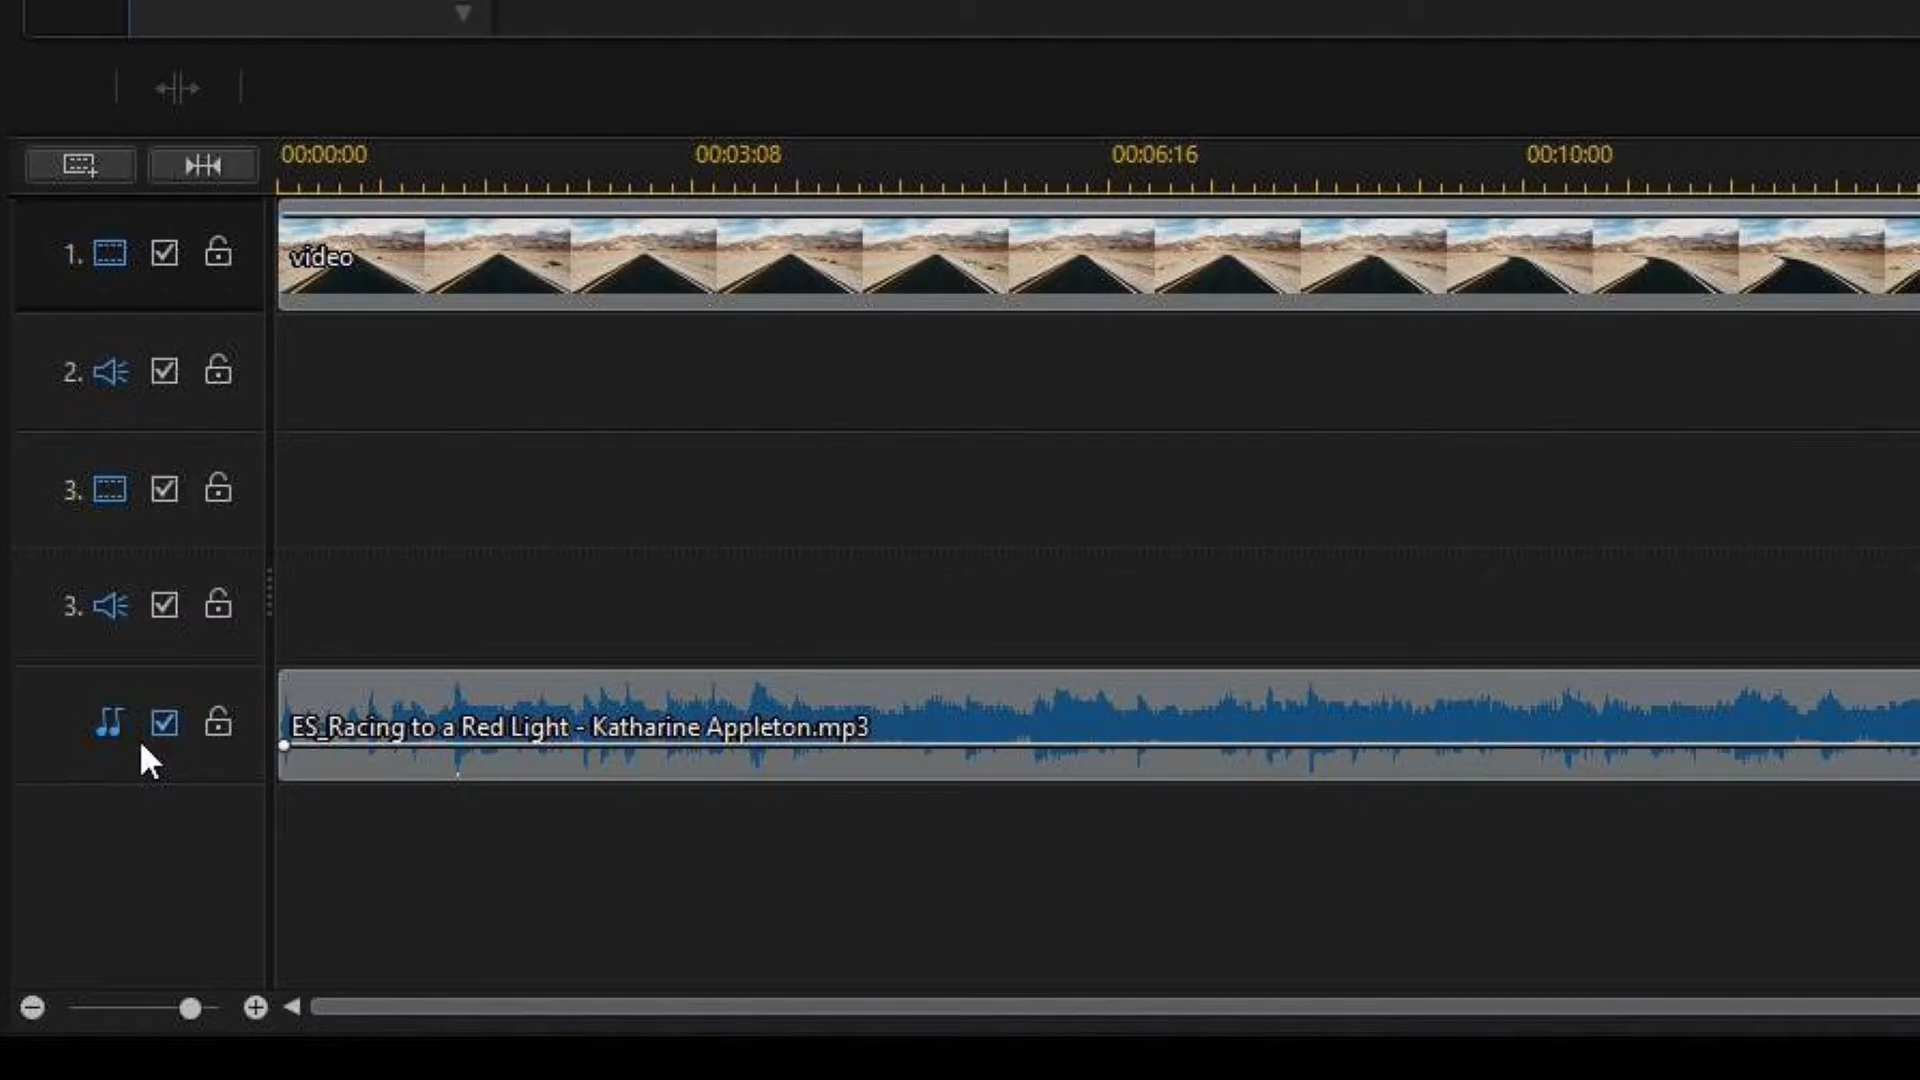 00:00:00 00:03:08 00:06:16 00:10:00
1. video
2.
3.
3.
ES_Racing to a Red Light - Katharine Appleton.mp3